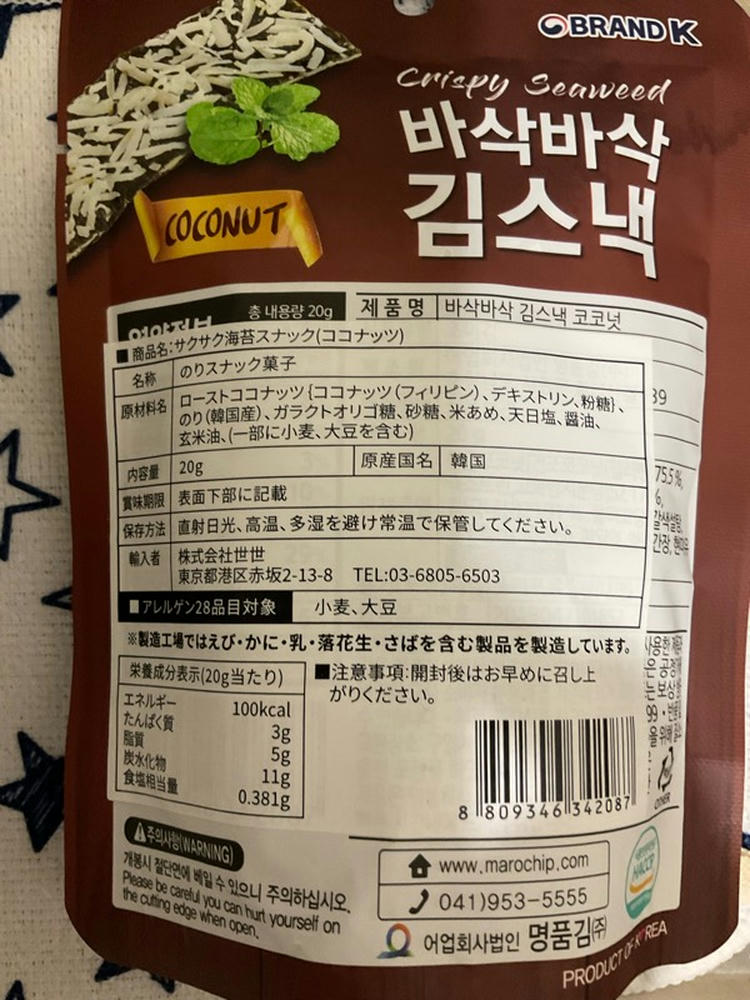 BRAND K
Crispy Seaweed
바삭바삭
김스낵
COCONUT
총 내용량 20g
제품명 바삭바삭 김스낵 코코넛
■商品名:サクサク海苔スナック(ココナッツ)
名称 のりスナック菓子
原材料名 ローストココナッツ{ココナッツ(フィリピン)、デキストリン、粉糖}、
のり(韓国産)、ガラクトオリゴ糖、砂糖、米あめ、天日塩、醤油、
玄米油、(一部に小麦、大豆を含む)
内容量 20g 原産国名 韓国
賞味期限 表面下部に記載
保存方法 直射日光、高温、多湿を避け常温で保管してください。
輸入者 株式会社世世
東京都港区赤坂2-13-8 TEL:03-6805-6503
■アレルゲン28品目対象 小麦、大豆
※製造工場ではえび・かに・乳・落花生・さばを含む製品を製造しています。
栄養成分表示(20g当たり)
エネルギー 100kcal
たんぱく質 3g
脂質 5g
炭水化物 11g
食塩相当量 0.381g
■注意事項:開封後はお早めに召し上
がりください。
39
75.5%,
%,
갈색설탕,
간장, 현미유
8 809346 342087
OTHER
주의사항(WARNING)
개봉시 절단면에 베일 수 있으니 주의하십시오.
Please be careful you can hurt yourself on
the cutting edge when open.
www.marochip.com
041)953-5555
어업회사법인 명품김(주)
HACCP
PRODUCT OF KOREA